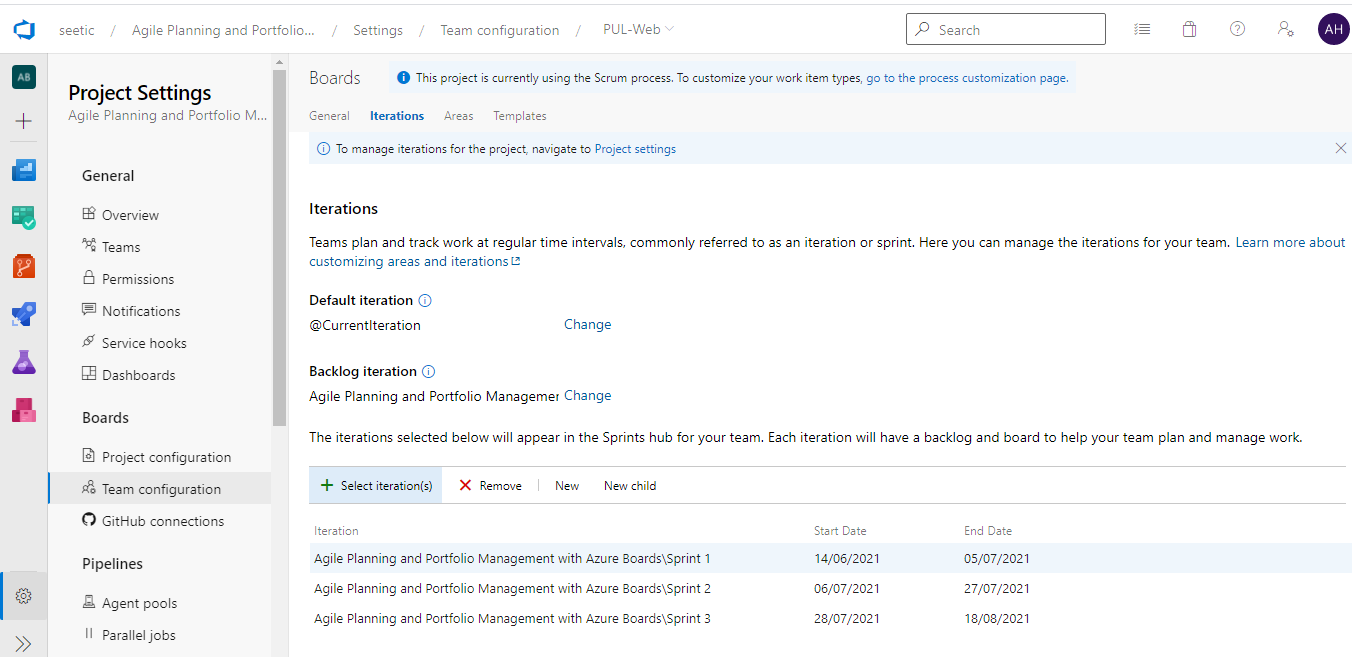 seetic / Agile Planning and Portfolio... / Settings / Team configuration / PUL-Web
Search
AH
AB
Project Settings
Agile Planning and Portfolio M...
General
Overview
Teams
Permissions
Notifications
Service hooks
Dashboards
Boards
Project configuration
Team configuration
GitHub connections
Pipelines
Agent pools
Parallel jobs
Boards
This project is currently using the Scrum process. To customize your work item types, go to the process customization page.
General Iterations Areas Templates
To manage iterations for the project, navigate to Project settings
Iterations
Teams plan and track work at regular time intervals, commonly referred to as an iteration or sprint. Here you can manage the iterations for your team. Learn more about
customizing areas and iterations
Default iteration
@CurrentIteration Change
Backlog iteration
Agile Planning and Portfolio Managemer Change
The iterations selected below will appear in the Sprints hub for your team. Each iteration will have a backlog and board to help your team plan and manage work.
Select iteration(s) Remove New New child
Iteration Start Date End Date
Agile Planning and Portfolio Management with Azure Boards\Sprint 1 14/06/2021 05/07/2021
Agile Planning and Portfolio Management with Azure Boards\Sprint 2 06/07/2021 27/07/2021
Agile Planning and Portfolio Management with Azure Boards\Sprint 3 28/07/2021 18/08/2021